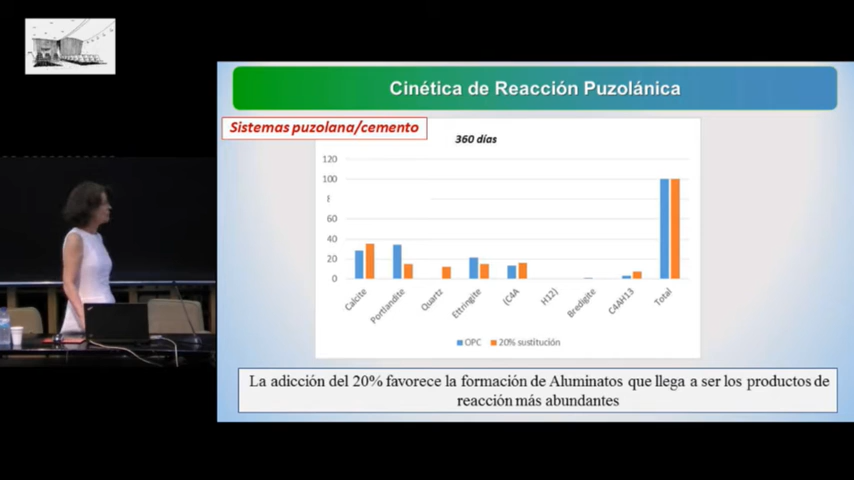 Cinética de Reacción Puzolánica
Sistemas puzolana/cemento
360 días
120
100
60
40
20
0
Calcite
Portlandite
Quartz
Ettringite
(C4A
H12)
Bredigite
C4AH13
Total
OPC
20% sustitución
La adicción del 20% favorece la formación de Aluminatos que llega a ser los productos de
reacción más abundantes